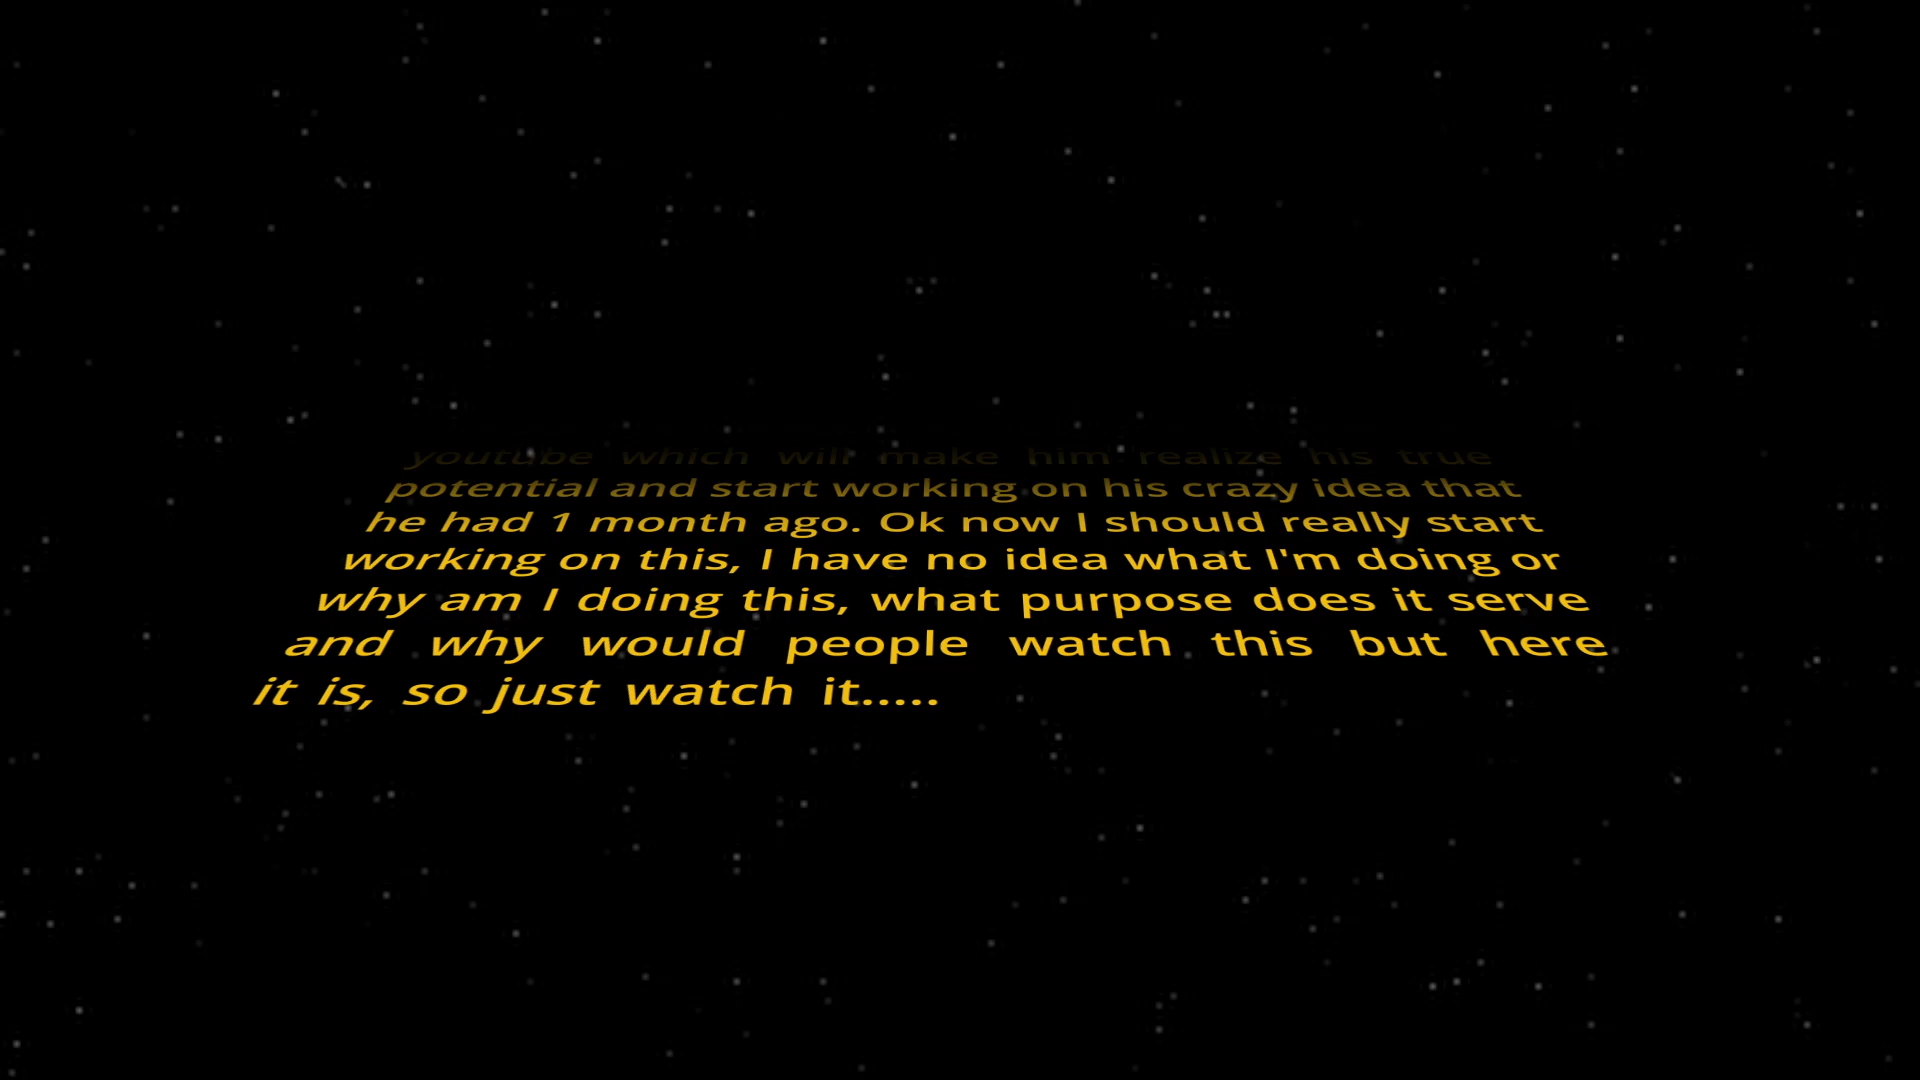 youtube which will make him realize his true
potential and start working on his crazy idea that
he had 1 month ago. Ok now I should really start
working on this, I have no idea what I'm doing or
why am I doing this, what purpose does it serve
and why would people watch this but here
it is, so just watch it.....